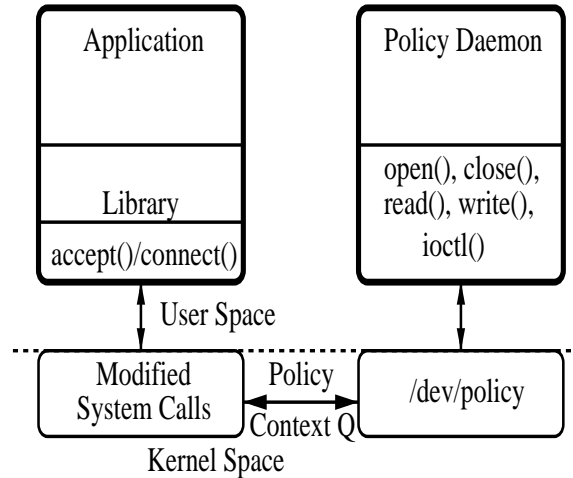 Application
Library
accept()/connect()
Policy Daemon
open(), close(),
read(), write(),
ioctl()
User Space
Modified
System Calls
Policy
Context Q
/dev/policy
Kernel Space